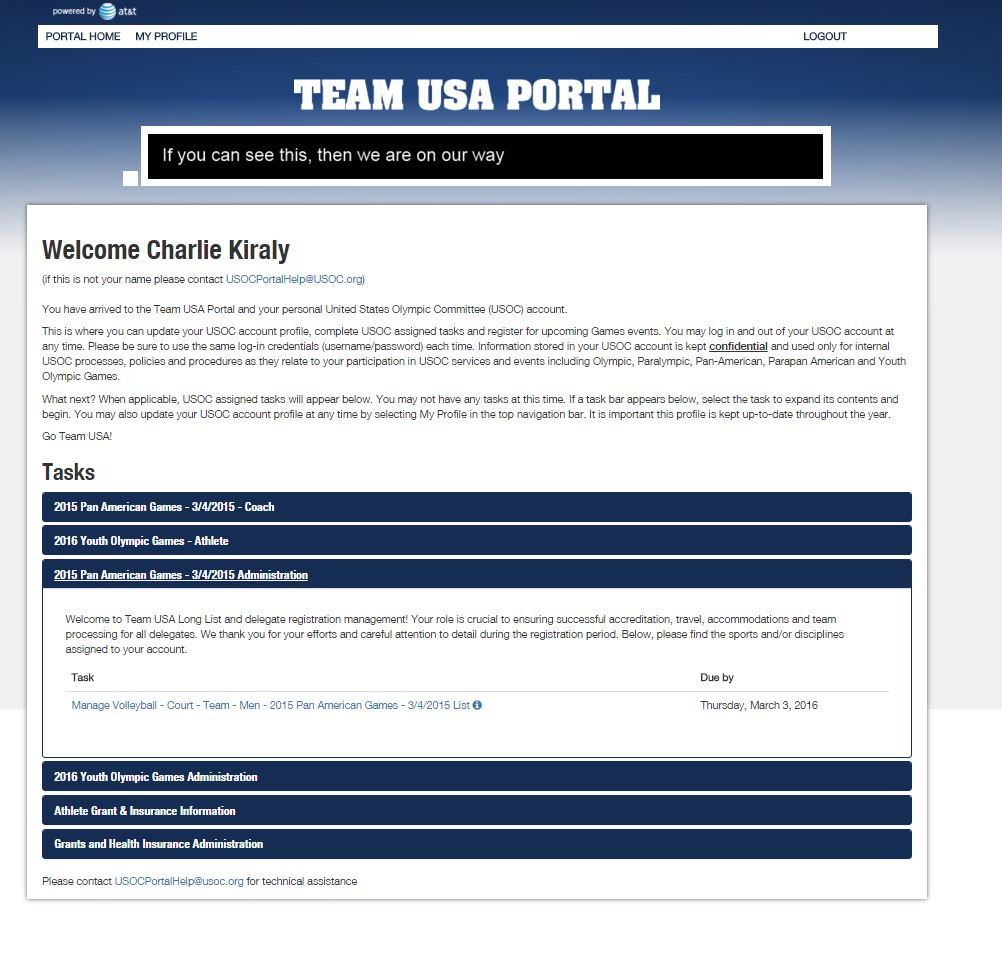 powered by at&t
PORTAL HOME MY PROFILE LOGOUT
TEAM USA PORTAL
If you can see this, then we are on our way
Welcome Charlie Kiraly
(if this is not your name please contact USOCPortalHelp@USOC.org)
You have arrived to the Team USA Portal and your personal United States Olympic Committee (USOC) account.
This is where you can update your USOC account profile, complete USOC assigned tasks and register for upcoming Games events. You may log in and out of your USOC account at
any time. Please be sure to use the same log-in credentials (username/password) each time. Information stored in your USOC account is kept confidential and used only for internal
USOC processes, policies and procedures as they relate to your participation in USOC services and events including Olympic, Paralympic, Pan-American, Parapan American and Youth
Olympic Games.
What next? When applicable, USOC assigned tasks will appear below. You may not have any tasks at this time. If a task bar appears below, select the task to expand its contents and
begin. You may also update your USOC account profile at any time by selecting My Profile in the top navigation bar. It is important this profile is kept up-to-date throughout the year.
Go Team USA!
Tasks
2015 Pan American Games - 3/4/2015 - Coach
2016 Youth Olympic Games - Athlete
2015 Pan American Games - 3/4/2015 Administration
Welcome to Team USA Long List and delegate registration management! Your role is crucial to ensuring successful accreditation, travel, accommodations and team
processing for all delegates. We thank you for your efforts and careful attention to detail during the registration period. Below, please find the sports and/or disciplines
assigned to your account.
Task Due by
Manage Volleyball - Court - Team - Men - 2015 Pan American Games - 3/4/2015 List Thursday, March 3, 2016
2016 Youth Olympic Games Administration
Athlete Grant & Insurance Information
Grants and Health Insurance Administration
Please contact USOCPortalHelp@usoc.org for technical assistance